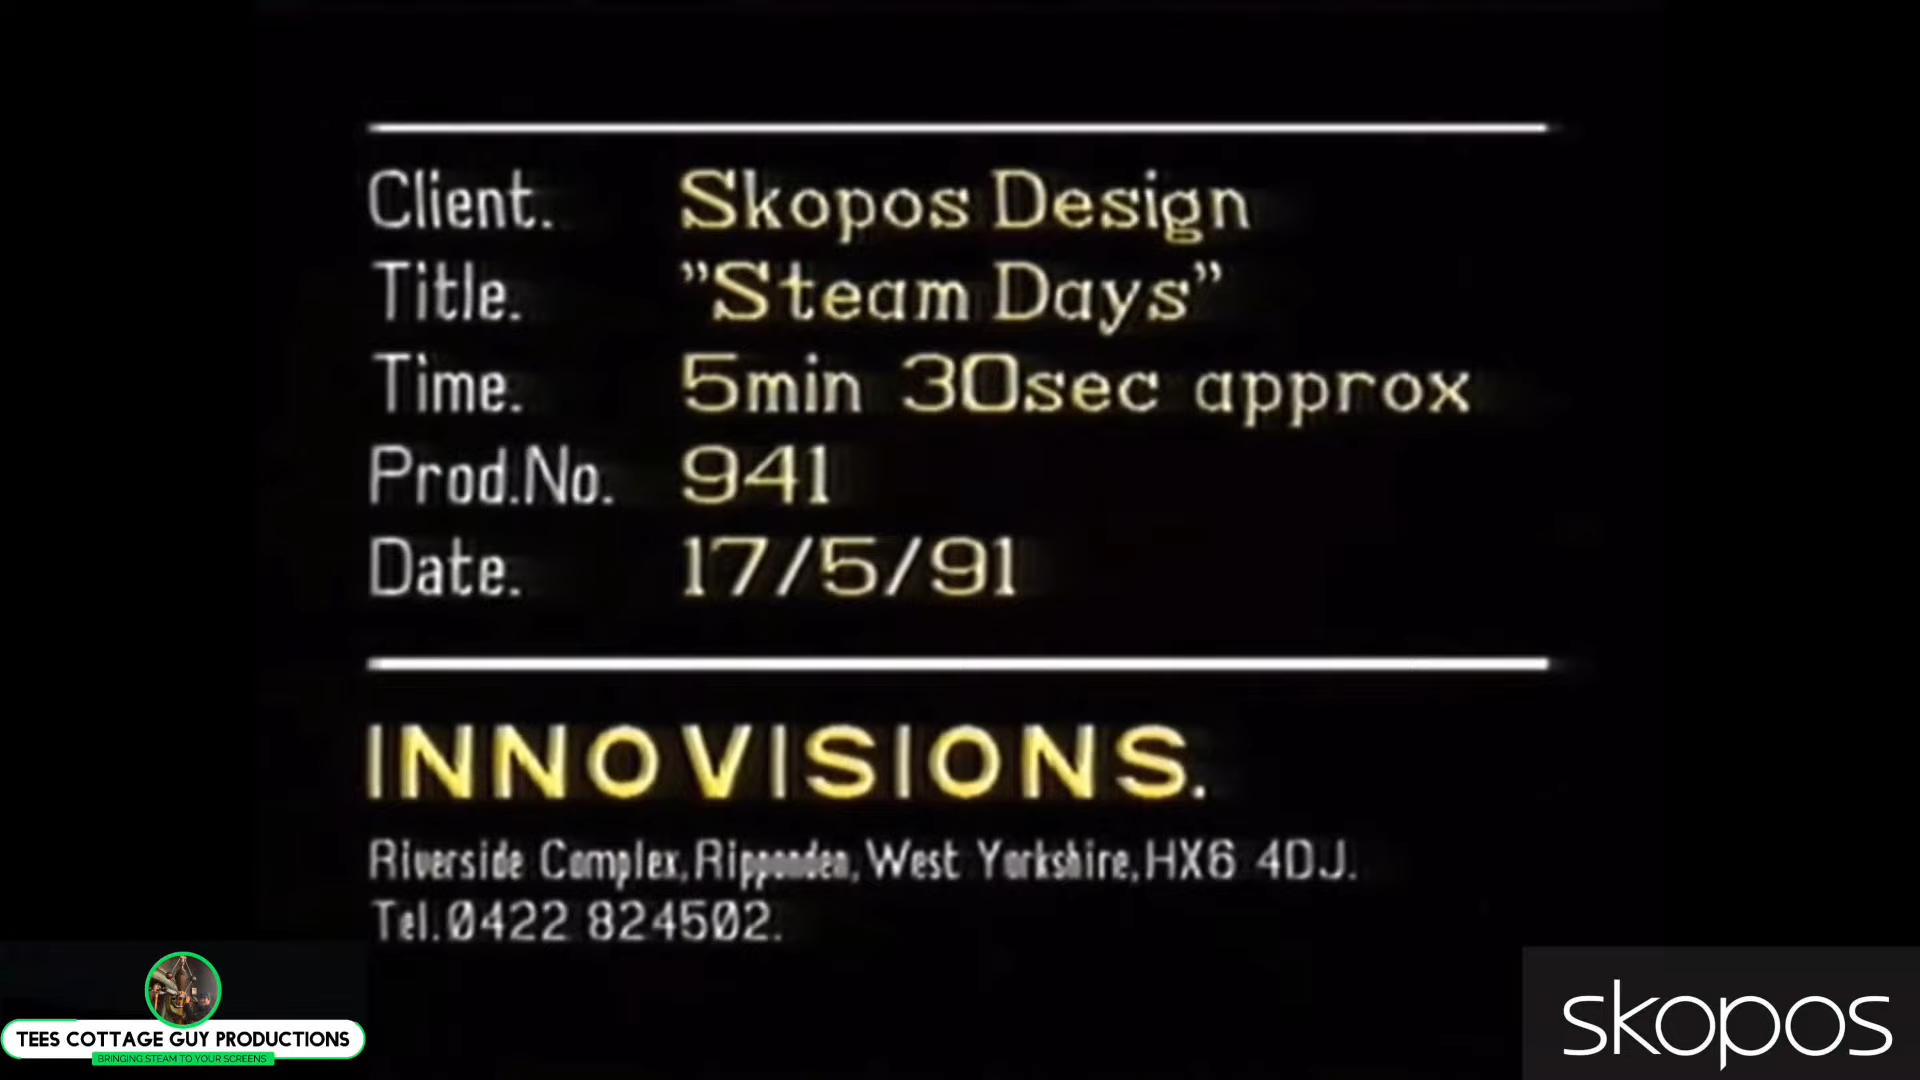 Client. Skopos Design
Title. "Steam Days"
Time. 5min 30sec approx
Prod.No. 941
Date. 17/5/91
INNOVISIONS.
Riverside Complex,Ripponden,West Yorkshire,HX6 4DJ.
Tel.0422 824502.
TEES COTTAGE GUY PRODUCTIONS
BRINGING STEAM TO YOUR SCREENS
skopos